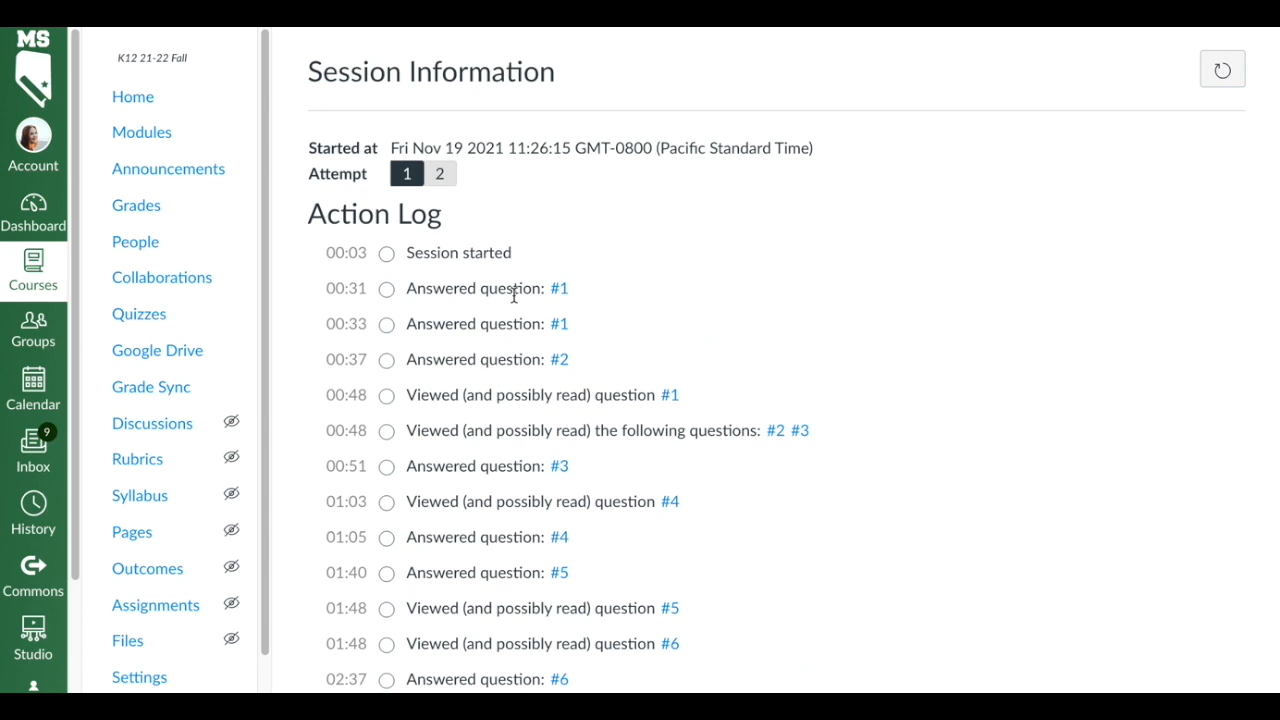 MS
Account
Dashboard
Courses
Groups
Calendar
9
Inbox
History
Commons
Studio
K12 21-22 Fall
Home
Modules
Announcements
Grades
People
Collaborations
Quizzes
Google Drive
Grade Sync
Discussions
Rubrics
Syllabus
Pages
Outcomes
Assignments
Files
Settings
Session Information
Started at Fri Nov 19 2021 11:26:15 GMT-0800 (Pacific Standard Time)
Attempt 1 2
Action Log
00:03 Session started
00:31 Answered question: #1
00:33 Answered question: #1
00:37 Answered question: #2
00:48 Viewed (and possibly read) question #1
00:48 Viewed (and possibly read) the following questions: #2 #3
00:51 Answered question: #3
01:03 Viewed (and possibly read) question #4
01:05 Answered question: #4
01:40 Answered question: #5
01:48 Viewed (and possibly read) question #5
01:48 Viewed (and possibly read) question #6
02:37 Answered question: #6